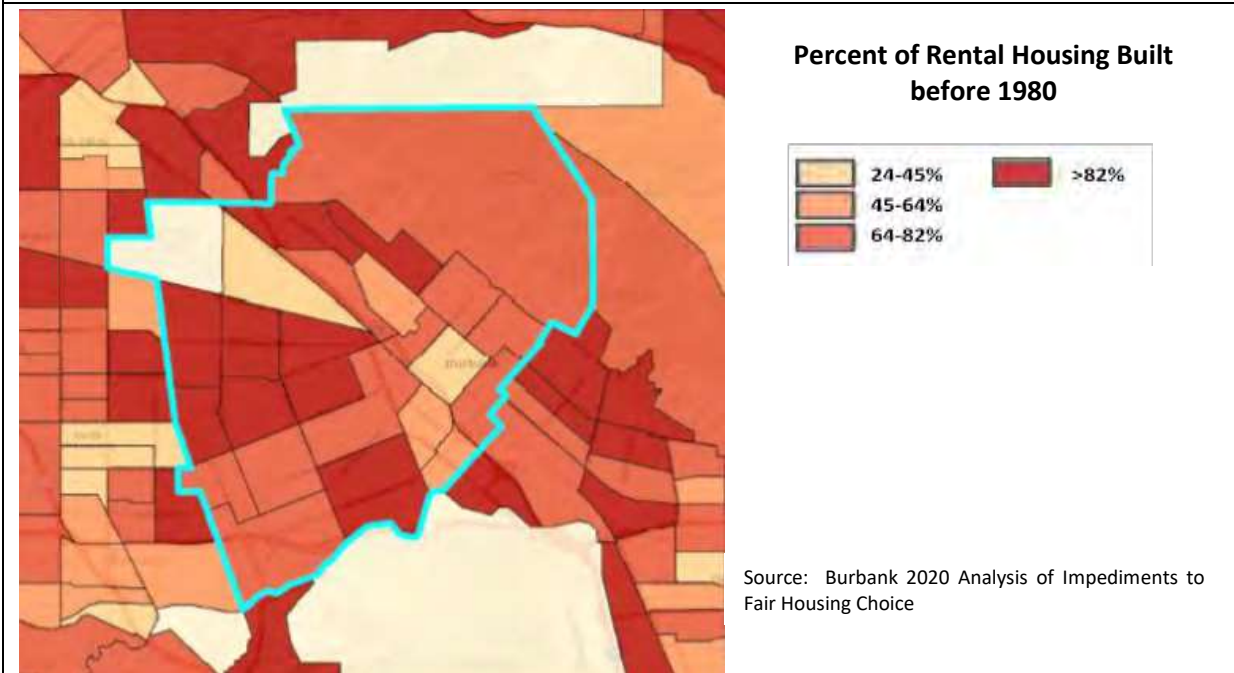 Percent of Rental Housing Built
before 1980
24-45%
>82%
45-64%
64-82%
Burbank
Source: Burbank 2020 Analysis of Impediments to
Fair Housing Choice